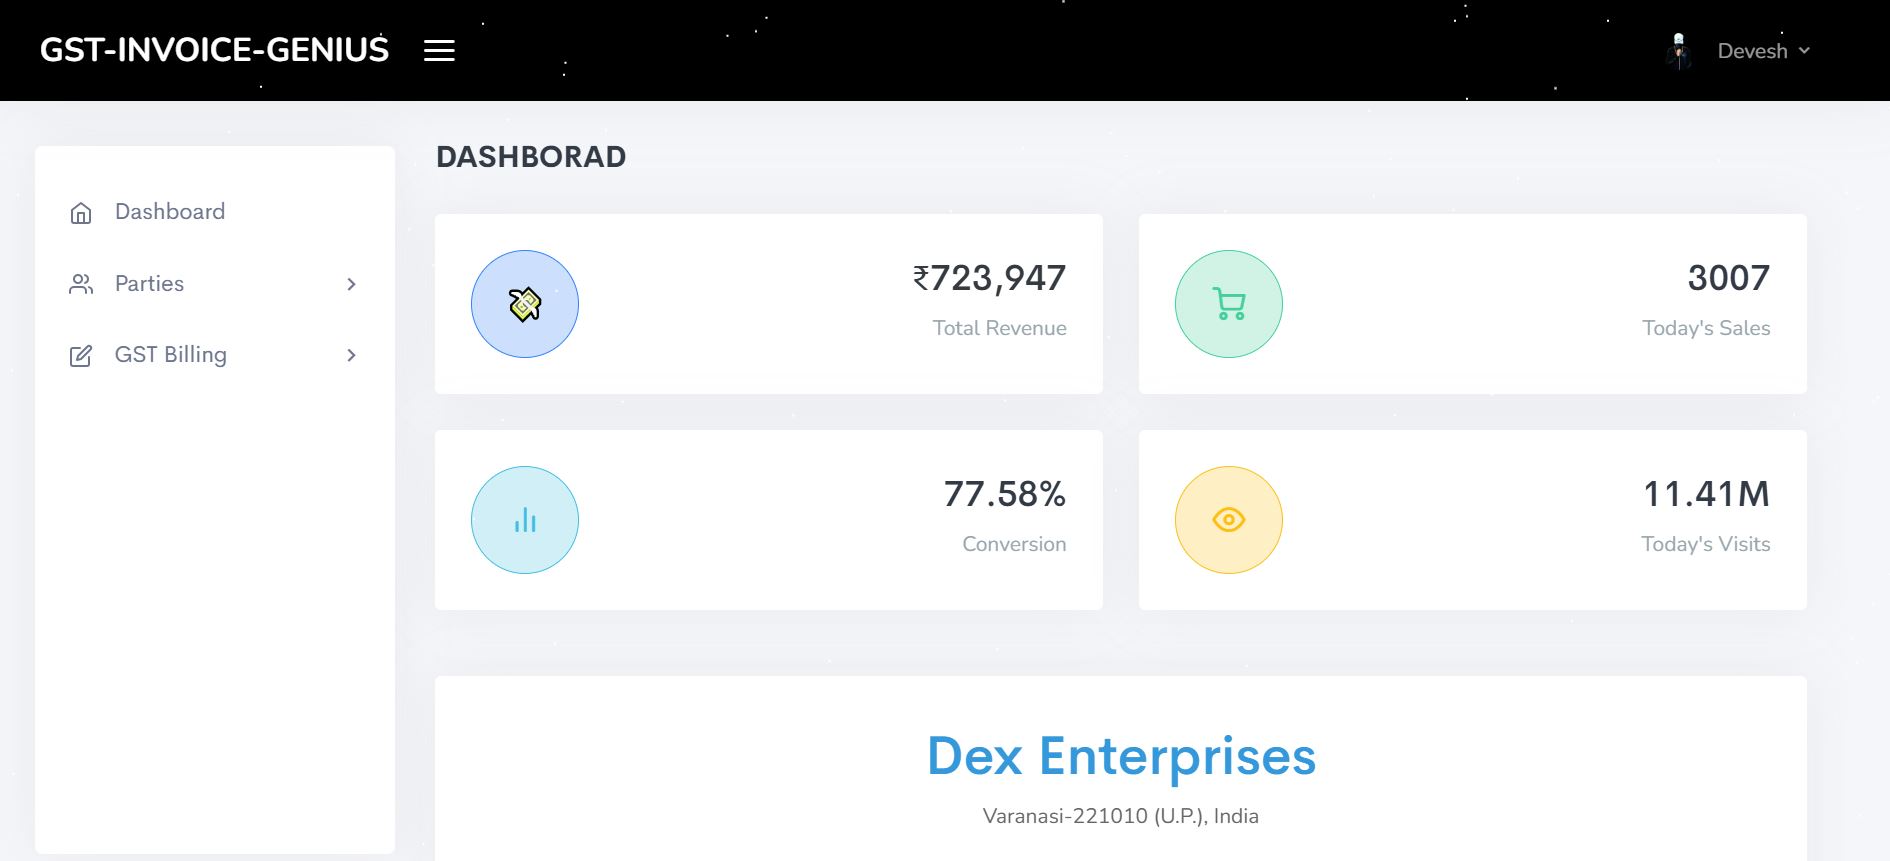 GST-INVOICE-GENIUS
Devesh
Dashboard
Parties
GST Billing
DASHBORAD
₹723,947
Total Revenue
3007
Today's Sales
77.58%
Conversion
11.41M
Today's Visits
Dex Enterprises
Varanasi-221010 (U.P.), India